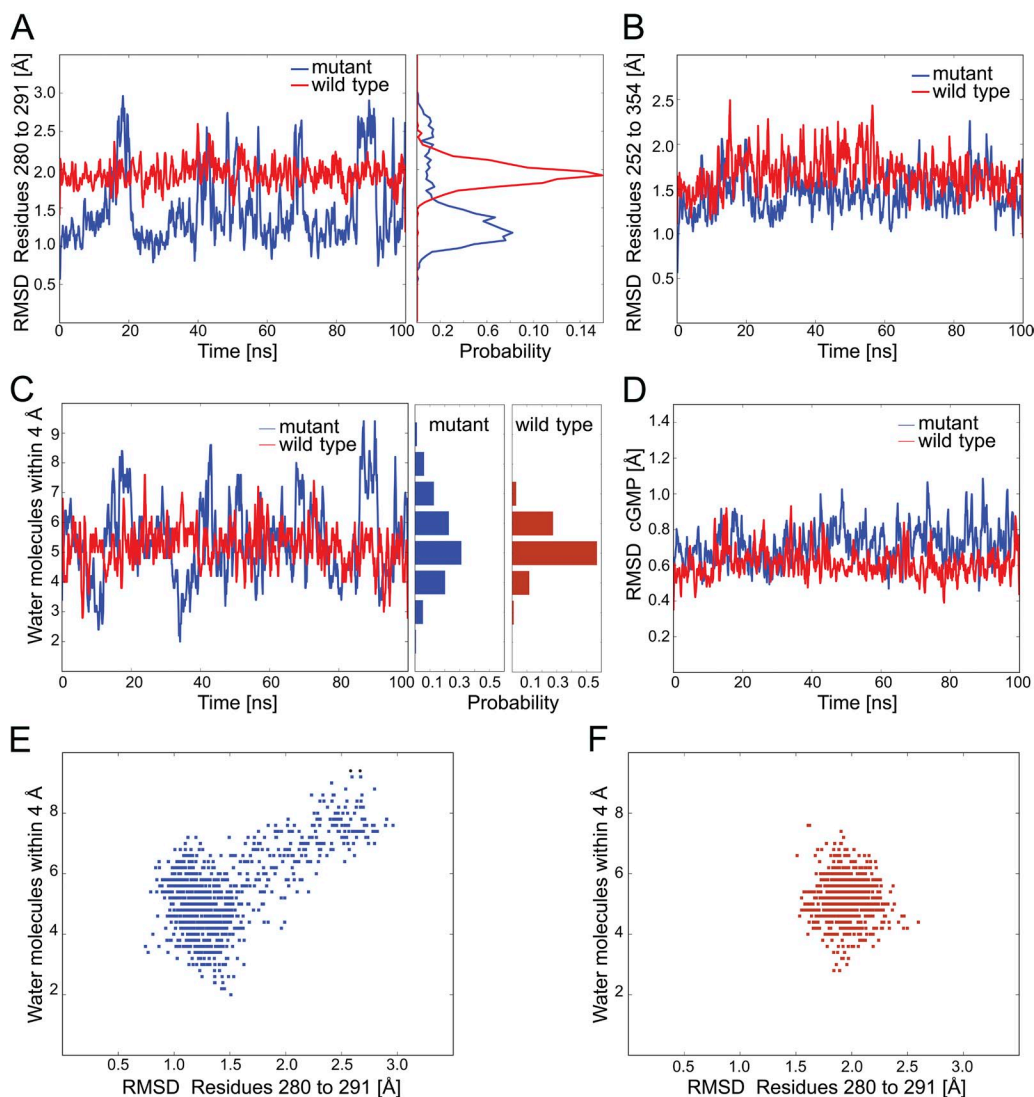 A
RMSD Residues 280 to 291 [Å]
3.0
2.5
2.0
1.5
1.0
0.5
mutant
wild type
0 20 40 60 80 100
Time [ns]
0.2 0.6 0.10 0.14
Probability
B
RMSD Residues 252 to 354 [Å]
2.5
2.0
1.5
1.0
0.5
mutant
wild type
0 20 40 60 80 100
Time [ns]
C
Water molecules within 4 Å
9
8
7
6
5
4
3
2
1
mutant
wild type
0 20 40 60 80 100
Time [ns]
mutant
wild type
0.1 0.3 0.5
0.1 0.3 0.5
Probability
D
RMSD cGMP [Å]
1.4
1.2
1.0
0.8
0.6
0.4
0.2
mutant
wild type
0 20 40 60 80 100
Time [ns]
E
Water molecules within 4 Å
8
6
4
2
0.5 1.0 1.5 2.0 2.5 3.0
RMSD Residues 280 to 291 [Å]
F
Water molecules within 4 Å
8
6
4
2
0.5 1.0 1.5 2.0 2.5 3.0
RMSD Residues 280 to 291 [Å]